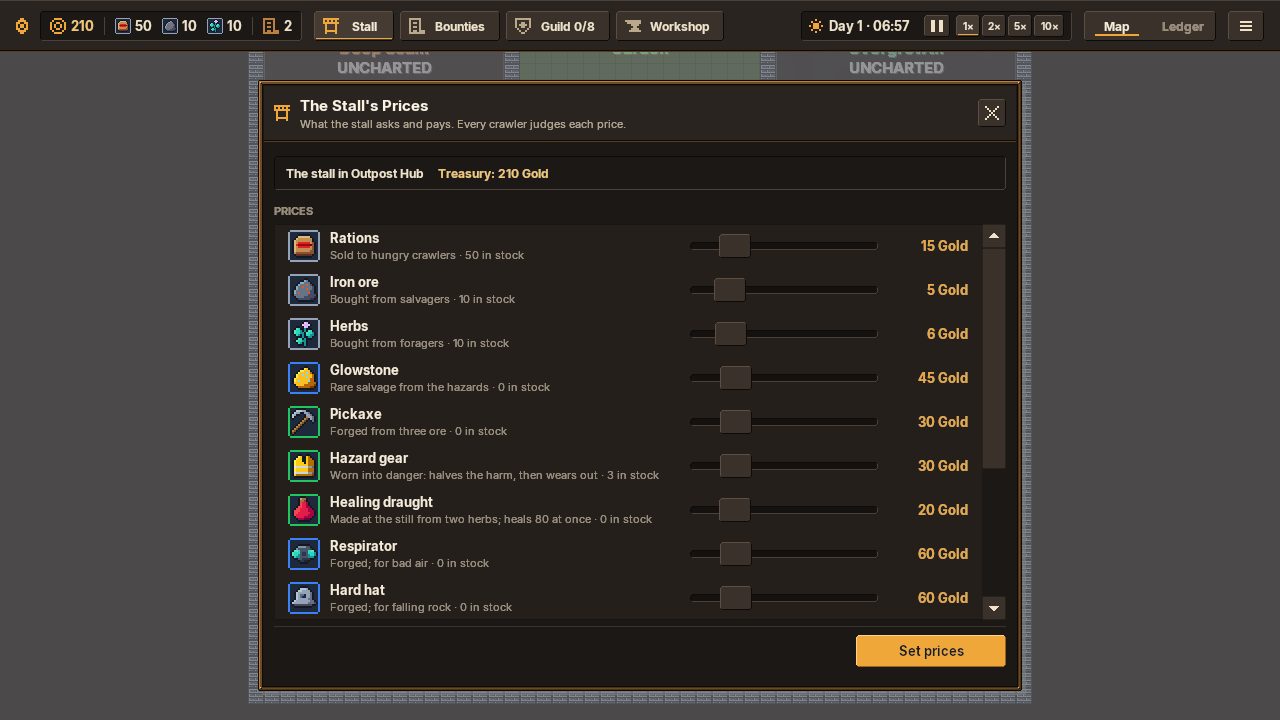 210
50
10
10
2
Stall
Bounties
Guild 0/8
Workshop
Day 1 · 06:57
1x
2x
5x
10x
Map
Ledger
UNCHARTED
UNCHARTED
The Stall's Prices
What the stall asks and pays. Every crawler judges every price.
The stall in Outpost Hub
Treasury: 210 Gold
PRICES
Rations
Sold to hungry crawlers · 50 in stock
15 Gold
Iron ore
Bought from salvagers · 10 in stock
5 Gold
Herbs
Bought from foragers · 10 in stock
6 Gold
Glowstone
Rare salvage from the hazards · 0 in stock
45 Gold
Pickaxe
Forged from three ore · 0 in stock
30 Gold
Hazard gear
Worn into danger; halves the harm, then wears out · 3 in stock
30 Gold
Healing draught
Made at the still from two herbs; heals 80 at once · 0 in stock
20 Gold
Respirator
Forged; for bad air · 0 in stock
60 Gold
Hard hat
Forged; for falling rock · 0 in stock
60 Gold
Set prices